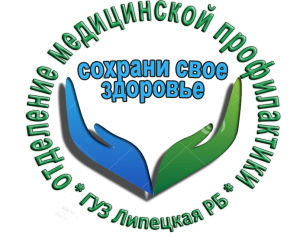 отделение медицинской профилактики
сохрани свое
здоровье
* ГУЗ Липецкая РБ *